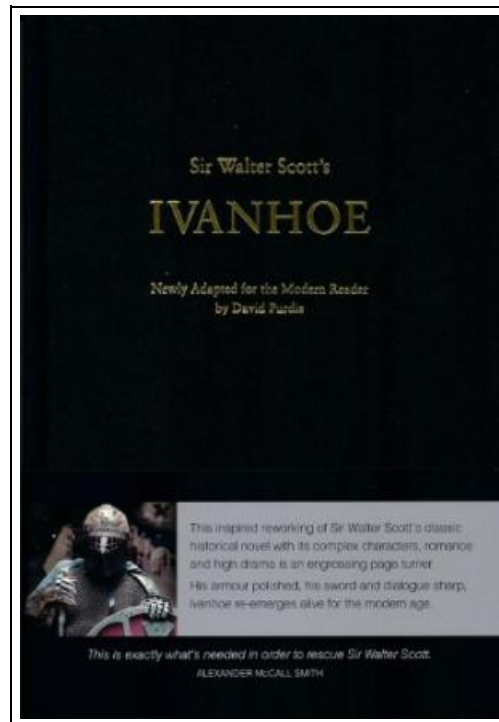 Sir Walter Scott's
IVANHOE
Newly Adapted for the Modern Reader
by David Purdie
This inspired reworking of Sir Walter Scott's classic
historical novel with its complex characters, romance
and high drama is an engrossing page turner.
His armour polished, his sword and dialogue sharp,
Ivanhoe re-emerges alive for the modern age.
This is exactly what's needed in order to rescue Sir Walter Scott.
ALEXANDER McCALL SMITH